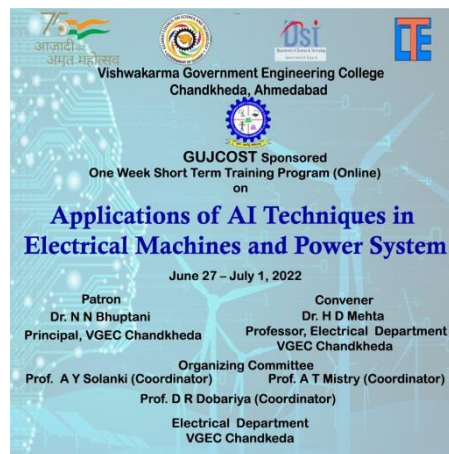 75
आज़ादी का
अमृत महोत्सव
DST
CTE
Vishwakarma Government Engineering College
Chandkheda, Ahmedabad
GUJCOST Sponsored
One Week Short Term Training Program (Online)
on
Applications of AI Techniques in
Electrical Machines and Power System
June 27 – July 1, 2022
Patron
Dr. N N Bhuptani
Principal, VGEC Chandkheda
Convener
Dr. H D Mehta
Professor, Electrical Department
VGEC Chandkheda
Organizing Committee
Prof. A Y Solanki (Coordinator)
Prof. A T Mistry (Coordinator)
Prof. D R Dobariya (Coordinator)
Electrical Department
VGEC Chandkeda